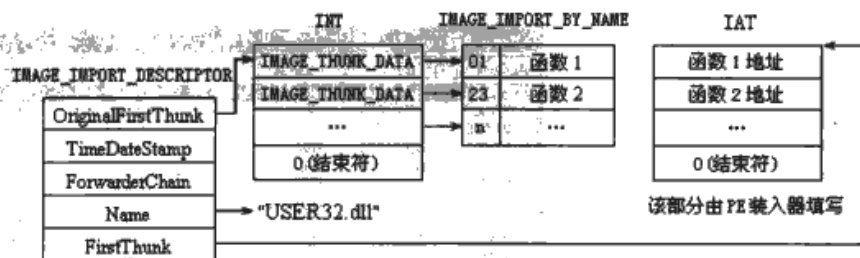 INT
IMAGE_IMPORT_BY_NAME
IAT
IMAGE_IMPORT_DESCRIPTOR
IMAGE_THUNK_DATA
01
函数 1
函数 1 地址
IMAGE_THUNK_DATA
23
函数 2
函数 2 地址
OriginalFirstThunk
...
n
...
...
TimeDateStamp
0(结束符)
0(结束符)
ForwarderChain
Name
"USER32.dll"
该部分由 PE 装入器填写
FirstThunk